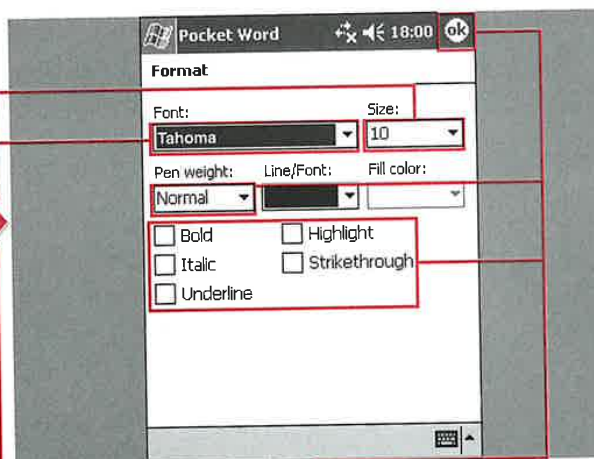 Pocket Word 18:00 ok
Format
Font: Size:
Tahoma 10
Pen weight: Line/Font: Fill color:
Normal
Bold Highlight
Italic Strikethrough
Underline